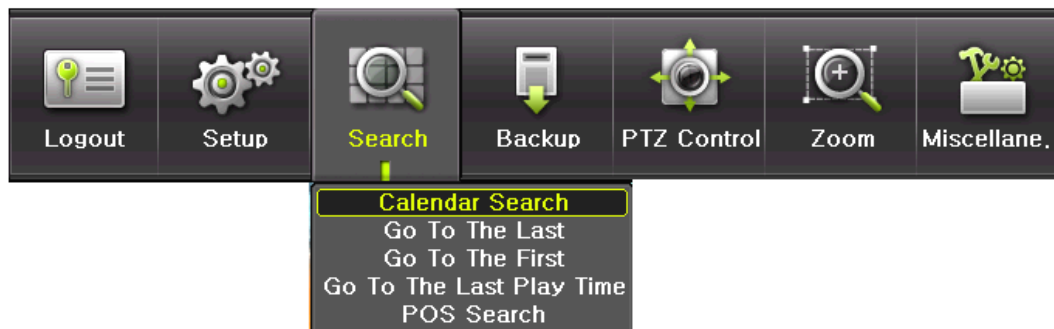 Logout Setup Search Backup PTZ Control Zoom Miscellane.
Calendar Search
Go To The Last
Go To The First
Go To The Last Play Time
POS Search